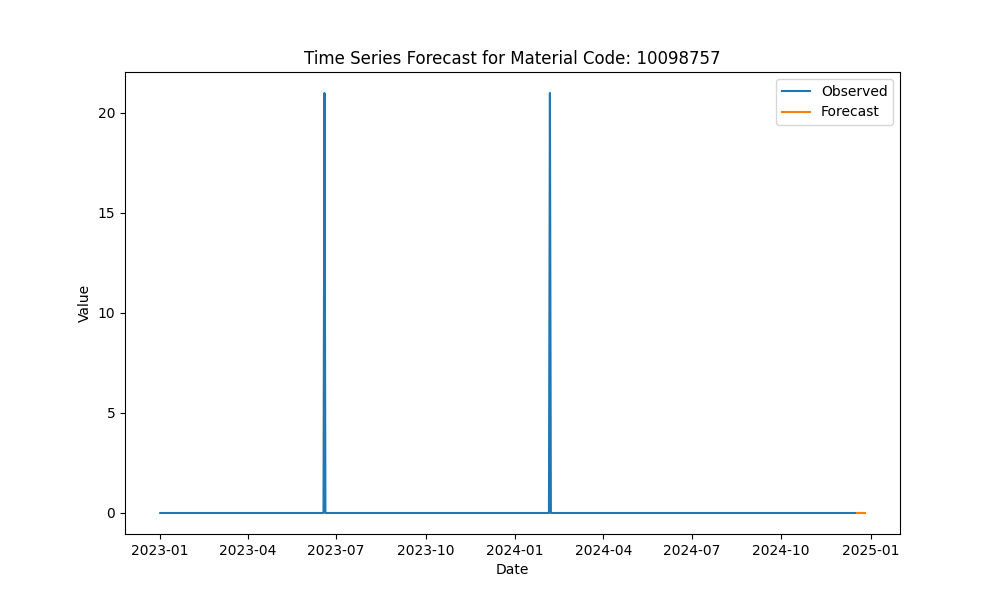 Time Series Forecast for Material Code: 10098757
Observed
Forecast
20
15
10
5
0
Value
2023-01 2023-04 2023-07 2023-10 2024-01 2024-04 2024-07 2024-10 2025-01
Date